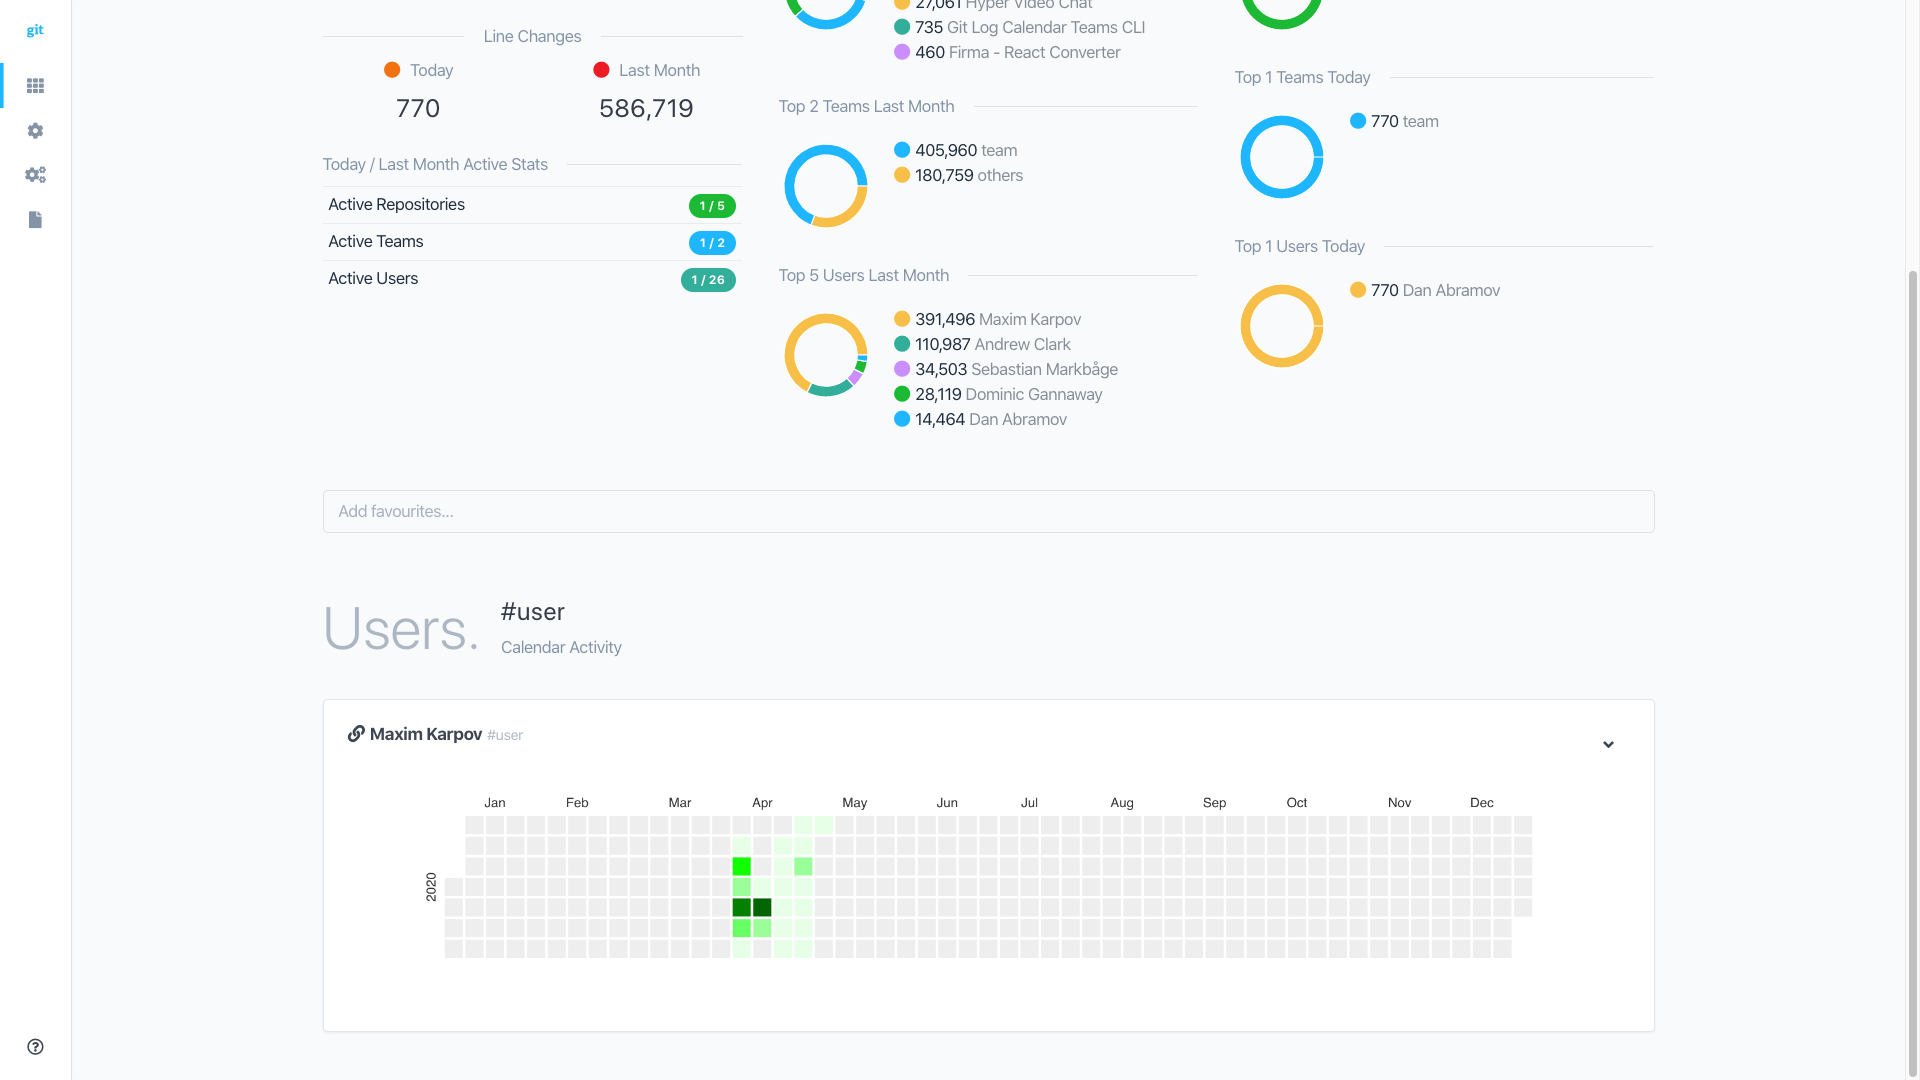 git
Line Changes
Today
770
Last Month
586,719
Today / Last Month Active Stats
Active Repositories 1 / 5
Active Teams 1 / 2
Active Users 1 / 26
27,061 Hyper Video Chat
735 Git Log Calendar Teams CLI
460 Firma - React Converter
Top 2 Teams Last Month
405,960 team
180,759 others
Top 5 Users Last Month
391,496 Maxim Karpov
110,987 Andrew Clark
34,503 Sebastian Markbåge
28,119 Dominic Gannaway
14,464 Dan Abramov
Top 1 Teams Today
770 team
Top 1 Users Today
770 Dan Abramov
Add favourites...
Users.
#user
Calendar Activity
Maxim Karpov #user
Jan Feb Mar Apr May Jun Jul Aug Sep Oct Nov Dec
2020